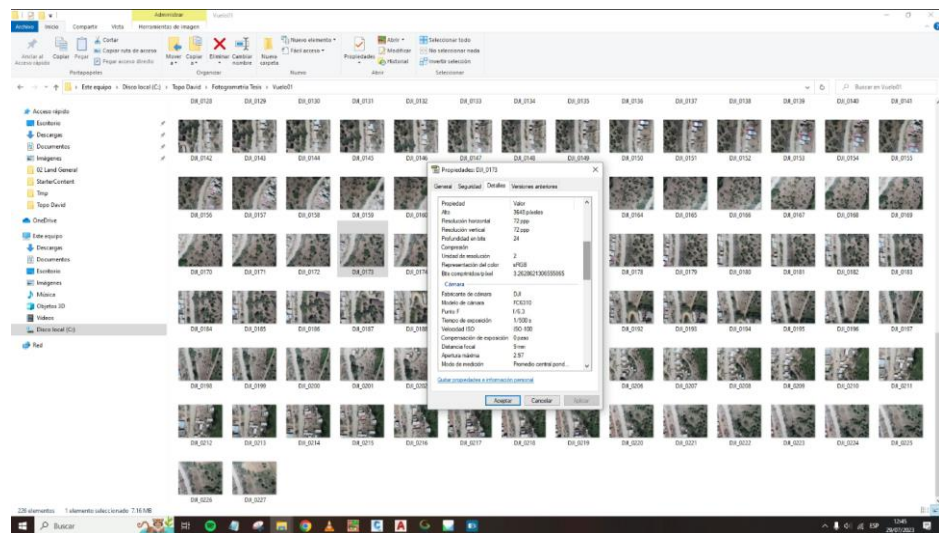 Administrar
Vuelo01
Archivo Inicio Compartir Vista Herramientas de imagen
Anclar al Acceso rápido
Copiar
Pegar
Cortar
Copiar ruta de acceso
Pegar acceso directo
Mover a
Copiar a
Eliminar
Cambiar nombre
Nueva carpeta
Nuevo elemento
Fácil acceso
Propiedades
Abrir
Modificar
Historial
Seleccionar todo
No seleccionar nada
Invertir selección
Portapapeles
Organizar
Nuevo
Abrir
Seleccionar
Este equipo > Disco local (C:) > Topo David > Fotogrametria Tesis > Vuelo01
Buscar en Vuelo01
Acceso rápido
Escritorio
Descargas
Documentos
Imágenes
02 Land General
StarterContent
Tmp
Topo David
OneDrive
Este equipo
Descargas
Documentos
Escritorio
Imágenes
Música
Objetos 3D
Videos
Disco local (C:)
Red
DJI_0128 DJI_0129 DJI_0130 DJI_0131 DJI_0132 DJI_0133 DJI_0134 DJI_0135 DJI_0136 DJI_0137 DJI_0138 DJI_0139 DJI_0140 DJI_0141
DJI_0142 DJI_0143 DJI_0144 DJI_0145 DJI_0146 DJI_0147 DJI_0148 DJI_0149 DJI_0150 DJI_0151 DJI_0152 DJI_0153 DJI_0154 DJI_0155
DJI_0156 DJI_0157 DJI_0158 DJI_0159 DJI_0160 DJI_0164 DJI_0165 DJI_0166 DJI_0167 DJI_0168 DJI_0169
DJI_0170 DJI_0171 DJI_0172 DJI_0173 DJI_0174 DJI_0178 DJI_0179 DJI_0180 DJI_0181 DJI_0182 DJI_0183
DJI_0184 DJI_0185 DJI_0186 DJI_0187 DJI_0192 DJI_0193 DJI_0194 DJI_0195 DJI_0196 DJI_0197
DJI_0198 DJI_0199 DJI_0200 DJI_0201 DJI_0202 DJI_0206 DJI_0207 DJI_0208 DJI_0209 DJI_0210 DJI_0211
DJI_0212 DJI_0213 DJI_0214 DJI_0215 DJI_0216 DJI_0217 DJI_0218 DJI_0219 DJI_0220 DJI_0221 DJI_0222 DJI_0223 DJI_0224 DJI_0225
DJI_0226 DJI_0227
Propiedades: DJI_0173
General Seguridad Detalles Versiones anteriores
Propiedad Valor
Alto 3648 píxeles
Resolución horizontal 72 ppp
Resolución vertical 72 ppp
Profundidad en bits 24
Compresión
Unidad de resolución 2
Representación del color sRGB
Bits comprimidos/píxel
Cámara
Fabricante de cámara DJI
Modelo de cámara FC6310
Punto F f/6.3
Tiempo de exposición 1/500 s
Velocidad ISO ISO-100
Compensación de exposición 0 paso
Distancia focal 9 mm
Apertura máxima 2.97
Modo de medición Promedio central pond...
Quitar propiedades e información personal
Aceptar Cancelar Aplicar
228 elementos 1 elemento seleccionado 7.16 MB
Buscar
ESP
12:45
29/07/2023